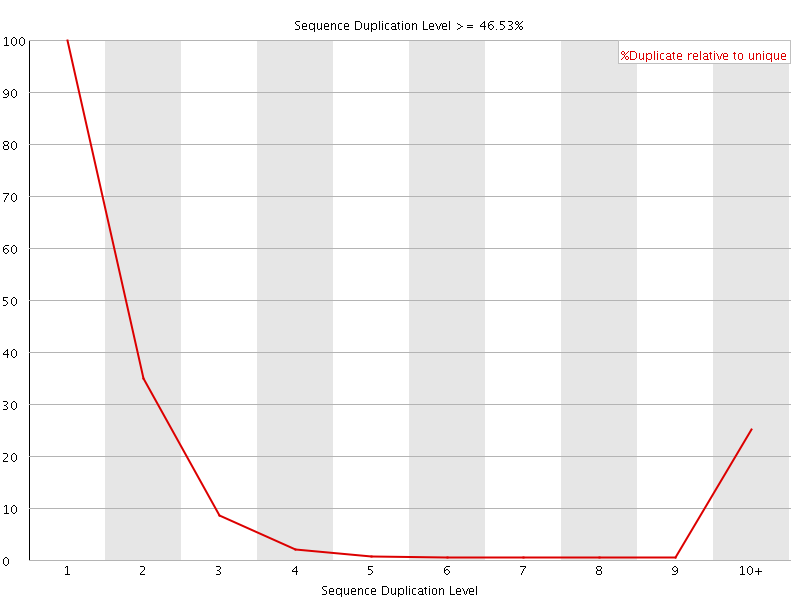 Sequence Duplication Level >= 46.53%
%Duplicate relative to unique
100
90
80
70
60
50
40
30
20
10
0
1 2 3 4 5 6 7 8 9 10+
Sequence Duplication Level